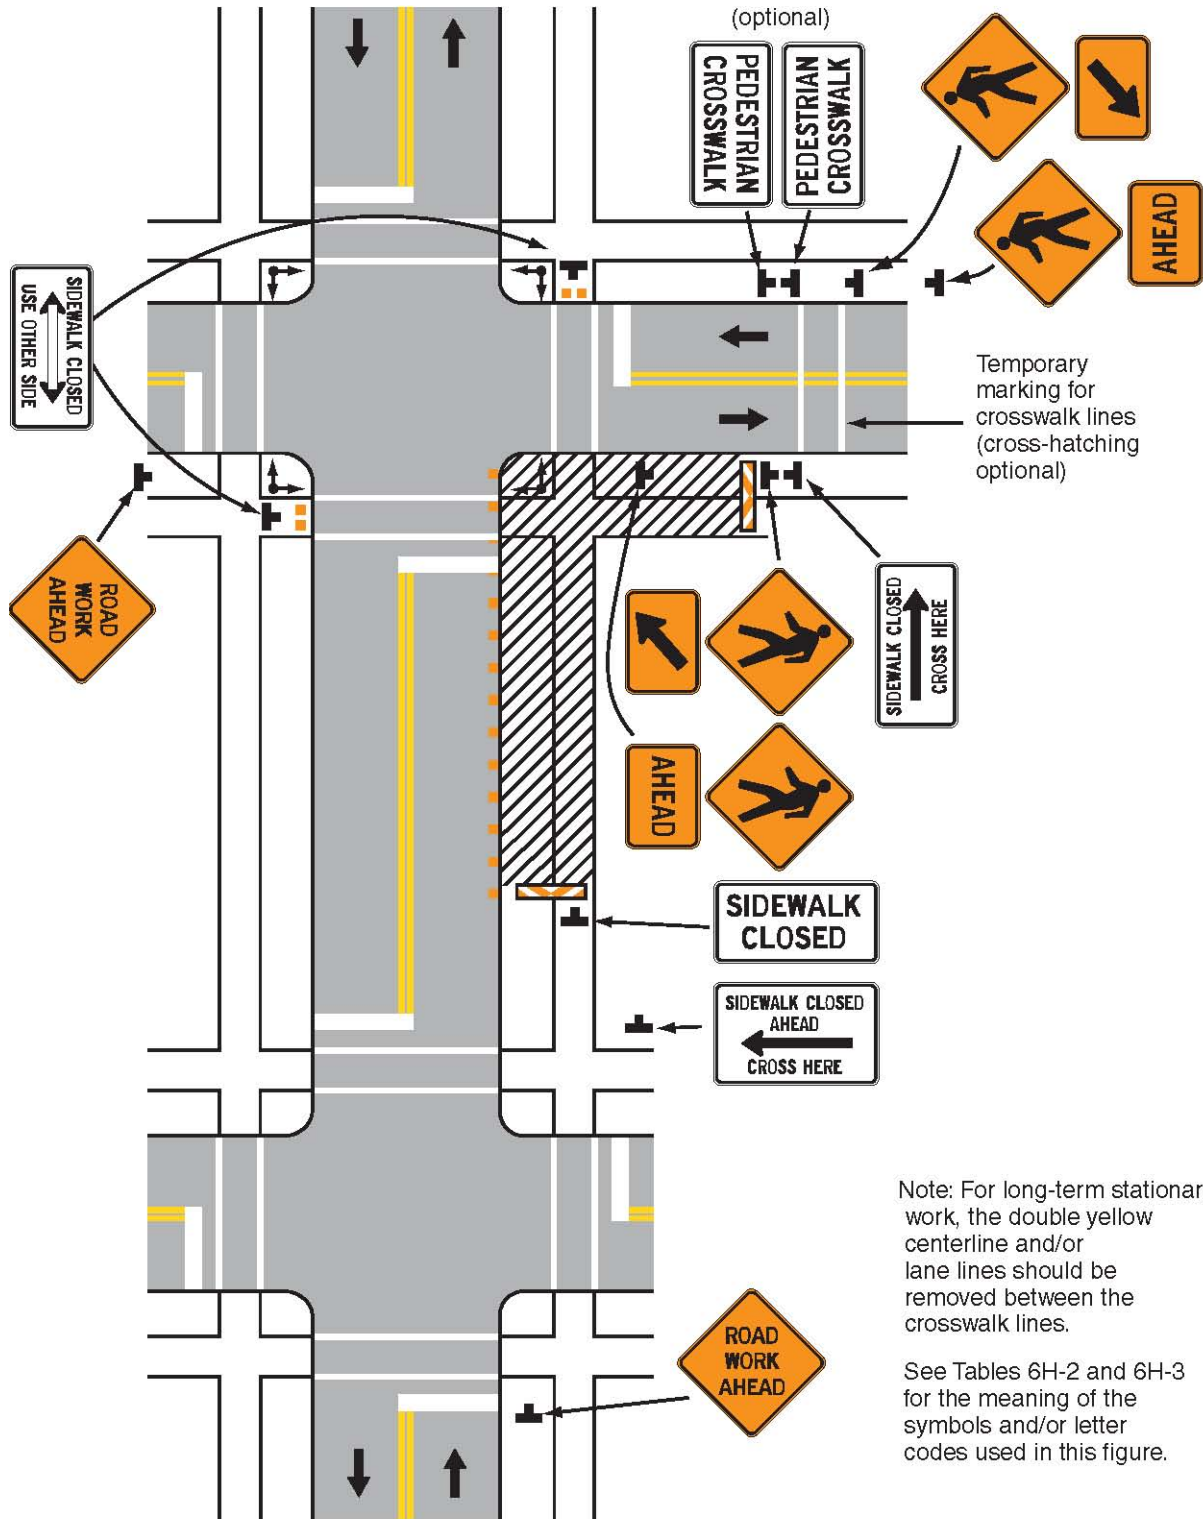 (optional)
PEDESTRIAN
CROSSWALK
PEDESTRIAN
CROSSWALK
AHEAD
SIDEWALK CLOSED
USE OTHER SIDE
Temporary
marking for
crosswalk lines
(cross-hatching
optional)
ROAD
WORK
AHEAD
SIDEWALK CLOSED
CROSS HERE
AHEAD
SIDEWALK
CLOSED
SIDEWALK CLOSED
AHEAD
CROSS HERE
Note: For long-term stationar
work, the double yellow
centerline and/or
lane lines should be
removed between the
crosswalk lines.
ROAD
WORK
AHEAD
See Tables 6H-2 and 6H-3
for the meaning of the
symbols and/or letter
codes used in this figure.